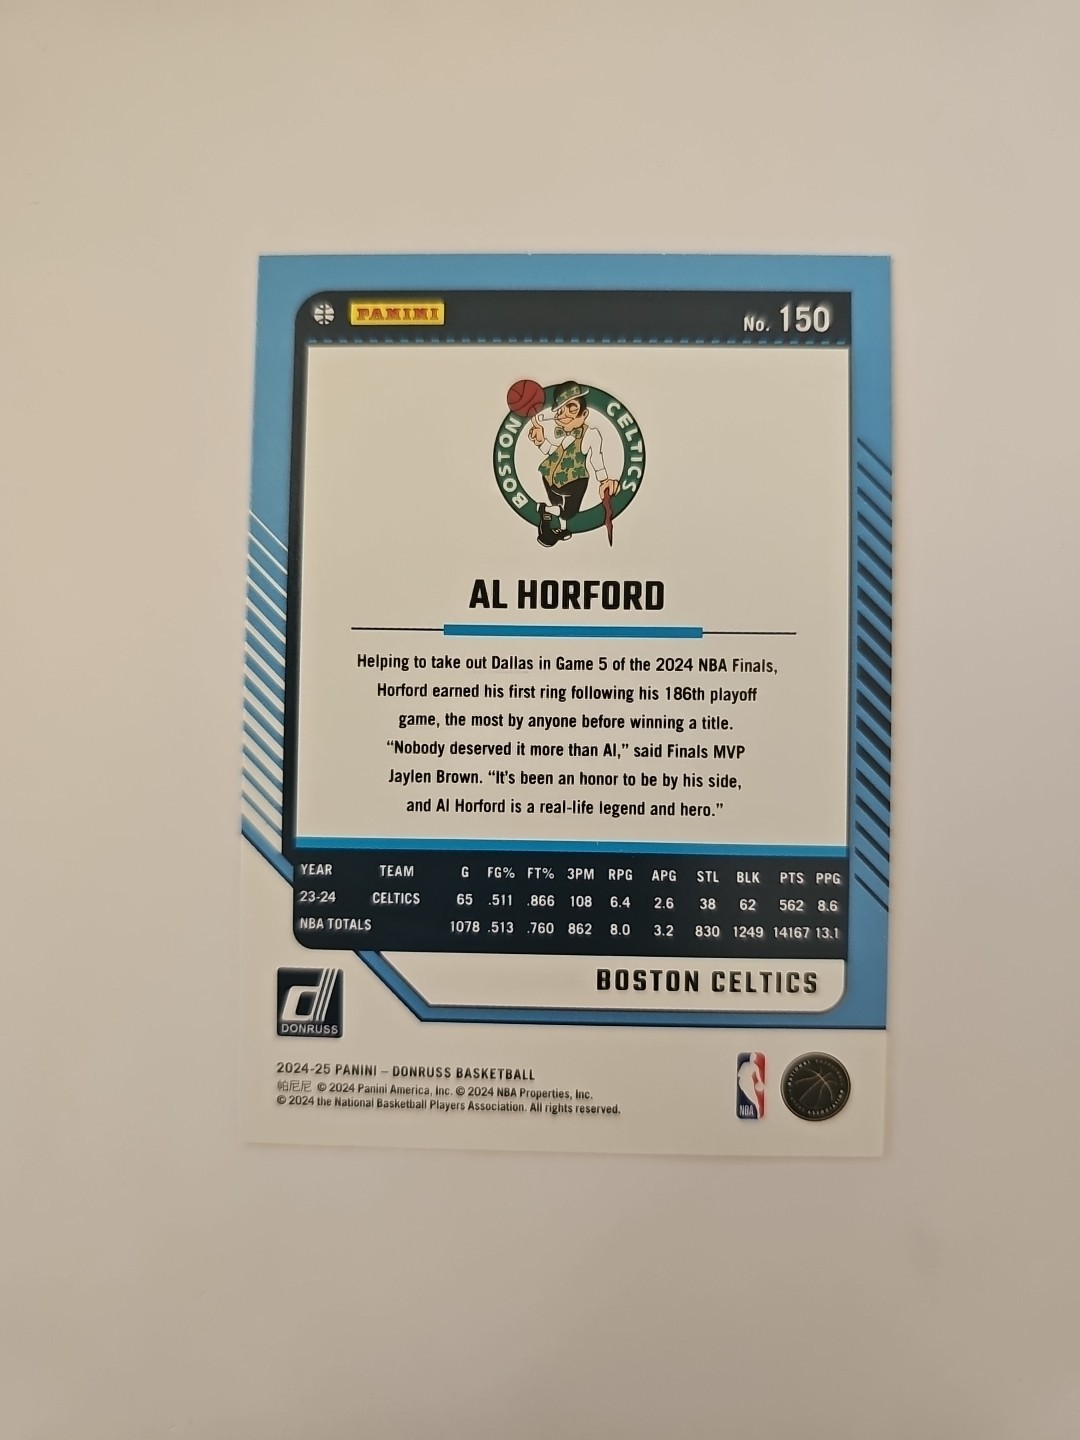 PANINI
No. 150
BOSTON CELTICS
AL HORFORD
Helping to take out Dallas in Game 5 of the 2024 NBA Finals,
Horford earned his first ring following his 186th playoff
game, the most by anyone before winning a title.
“Nobody deserved it more than Al,” said Finals MVP
Jaylen Brown. “It's been an honor to be by his side,
and Al Horford is a real-life legend and hero.”
YEAR TEAM G FG% FT% 3PM RPG APG STL BLK PTS PPG
23-24 CELTICS 65 .511 .866 108 6.4 2.6 38 62 562 8.6
NBA TOTALS 1078 .513 .760 862 8.0 3.2 830 1249 14167 13.1
BOSTON CELTICS
d
DONRUSS
2024-25 PANINI – DONRUSS BASKETBALL
帕尼尼 © 2024 Panini America, Inc. © 2024 NBA Properties, Inc.
© 2024 the National Basketball Players Association. All rights reserved.
NBA
NATIONAL BASKETBALL PLAYERS ASSOCIATION